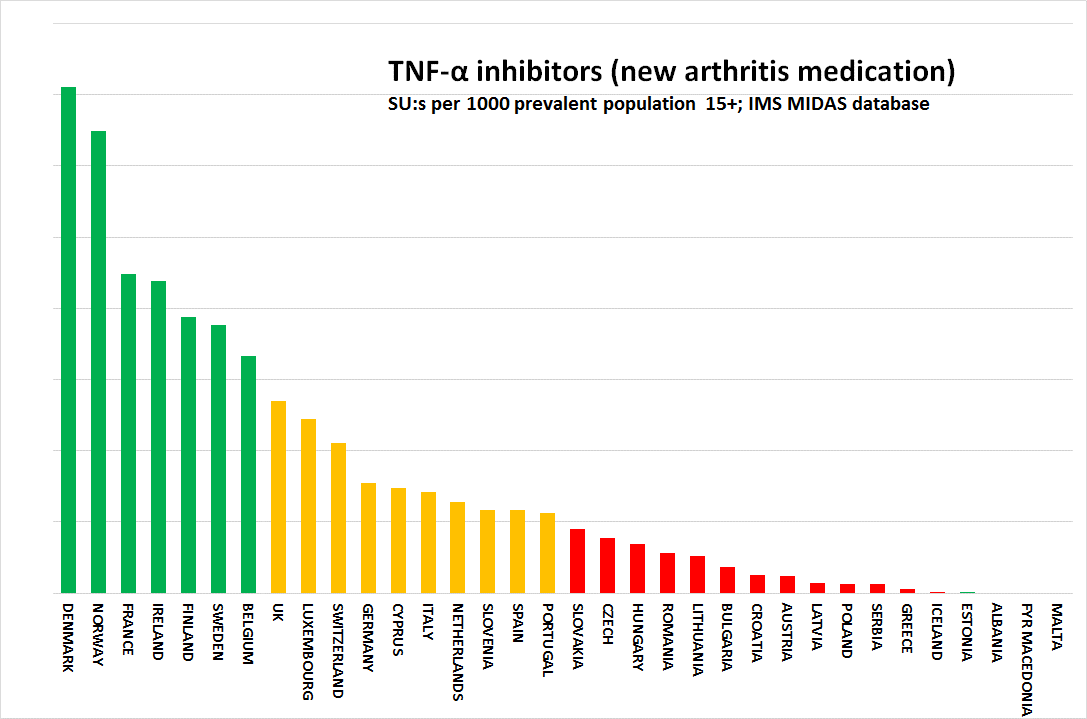 TNF-α inhibitors (new arthritis medication)
SU:s per 1000 prevalent population 15+; IMS MIDAS database
DENMARK
NORWAY
FRANCE
IRELAND
FINLAND
SWEDEN
BELGIUM
UK
LUXEMBOURG
SWITZERLAND
GERMANY
CYPRUS
ITALY
NETHERLANDS
SLOVENIA
SPAIN
PORTUGAL
SLOVAKIA
CZECH
HUNGARY
ROMANIA
LITHUANIA
BULGARIA
CROATIA
AUSTRIA
LATVIA
POLAND
SERBIA
GREECE
ICELAND
ESTONIA
ALBANIA
FYR MACEDONIA
MALTA